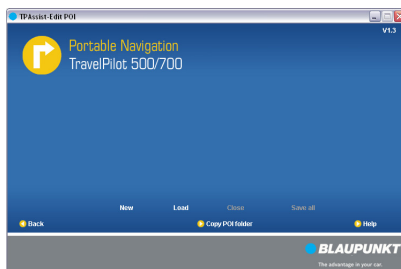 TPAssist-Edit POI
V1.3
Portable Navigation
TravelPilot 500/700
New Load Close Save all
Back Copy POI folder Help
BLAUPUNKT
The advantage in your car.